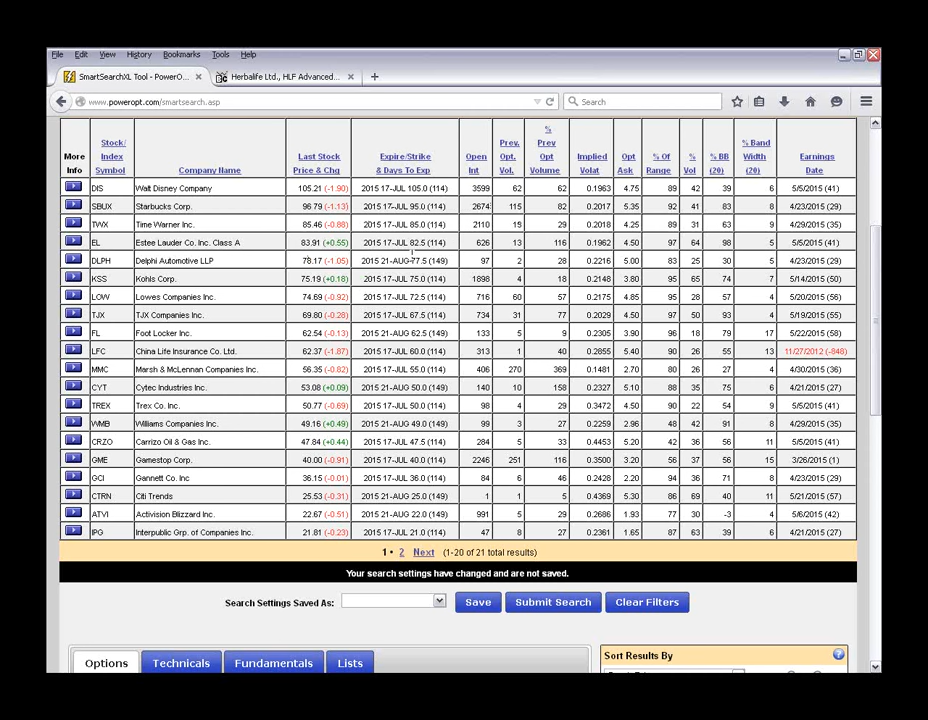 File Edit View History Bookmarks Tools Help
SmartSearchXL Tool - PowerO... × Herbalife Ltd., HLF Advanced... × +
www.poweropt.com/smartsearch.asp Search
More Info Stock/ Index Symbol Company Name Last Stock Price & Chg Expire/Strike & Days To Exp Open Int Prev. Opt. Vol. % Prev Opt Volume Implied Volat Opt Ask % Of Range % Vol % BB (20) % Band Width (20) Earnings Date
DIS Walt Disney Company 105.21 (-1.90) 2015 17-JUL 105.0 (114) 3599 62 62 0.1963 4.75 89 42 39 6 5/5/2015 (41)
SBUX Starbucks Corp. 96.79 (-1.13) 2015 17-JUL 95.0 (114) 2674 115 82 0.2017 5.35 92 41 83 8 4/23/2015 (29)
TWX Time Warner Inc. 85.46 (-0.88) 2015 17-JUL 85.0 (114) 2110 15 29 0.2018 4.25 89 31 63 9 4/29/2015 (35)
EL Estee Lauder Co. Inc. Class A 83.91 (+0.55) 2015 17-JUL 82.5 (114) 626 13 116 0.1962 4.50 97 64 98 5 5/5/2015 (41)
DLPH Delphi Automotive LLP 78.17 (-1.05) 2015 21-AUG 77.5 (149) 97 2 28 0.2216 5.00 83 25 30 5 4/23/2015 (29)
KSS Kohls Corp. 75.19 (+0.18) 2015 17-JUL 75.0 (114) 1898 4 18 0.2148 3.80 95 65 74 7 5/14/2015 (50)
LOW Lowes Companies Inc. 74.69 (-0.92) 2015 17-JUL 72.5 (114) 716 60 57 0.2175 4.85 95 28 57 4 5/20/2015 (56)
TJX TJX Companies Inc. 69.80 (-0.28) 2015 17-JUL 67.5 (114) 734 31 77 0.2029 4.50 97 50 93 4 5/19/2015 (55)
FL Foot Locker Inc. 62.54 (-0.13) 2015 21-AUG 62.5 (149) 133 5 9 0.2305 3.90 96 18 79 17 5/22/2015 (58)
LFC China Life Insurance Co. Ltd. 62.37 (-1.87) 2015 17-JUL 60.0 (114) 313 1 40 0.2855 5.40 90 26 55 13 11/27/2012 (-848)
MMC Marsh & McLennan Companies Inc. 56.35 (-0.82) 2015 17-JUL 55.0 (114) 406 270 369 0.1481 2.70 80 26 27 4 4/30/2015 (36)
CYT Cytec Industries Inc. 53.08 (+0.09) 2015 21-AUG 50.0 (149) 140 10 158 0.2327 5.10 88 35 75 6 4/21/2015 (27)
TREX Trex Co. Inc. 50.77 (-0.69) 2015 17-JUL 50.0 (114) 98 4 29 0.3472 4.50 90 22 54 9 5/5/2015 (41)
WMB Williams Companies Inc. 49.16 (+0.49) 2015 21-AUG 49.0 (149) 99 3 27 0.2259 2.96 48 42 91 8 4/29/2015 (35)
CRZO Carrizo Oil & Gas Inc. 47.84 (+0.44) 2015 17-JUL 47.5 (114) 284 5 33 0.4453 5.20 42 36 56 11 5/5/2015 (41)
GME Gamestop Corp. 40.00 (-0.91) 2015 17-JUL 40.0 (114) 2246 251 116 0.3500 3.20 56 37 56 15 3/26/2015 (1)
GCI Gannett Co. Inc 36.15 (-0.01) 2015 17-JUL 36.0 (114) 84 6 46 0.2428 2.20 94 36 71 8 4/23/2015 (29)
CTRN Citi Trends 25.53 (-0.31) 2015 21-AUG 25.0 (149) 1 1 5 0.4369 5.30 86 69 40 11 5/21/2015 (57)
ATVI Activision Blizzard Inc. 22.67 (-0.51) 2015 21-AUG 22.0 (149) 991 5 29 0.2686 1.93 77 30 -3 4 5/6/2015 (42)
IPG Interpublic Grp. of Companies Inc. 21.81 (-0.23) 2015 17-JUL 21.0 (114) 47 8 27 0.2361 1.65 87 63 39 6 4/21/2015 (27)
1 • 2 Next (1-20 of 21 total results)
Your search settings have changed and are not saved.
Search Settings Saved As: Save Submit Search Clear Filters
Options Technicals Fundamentals Lists Sort Results By ?